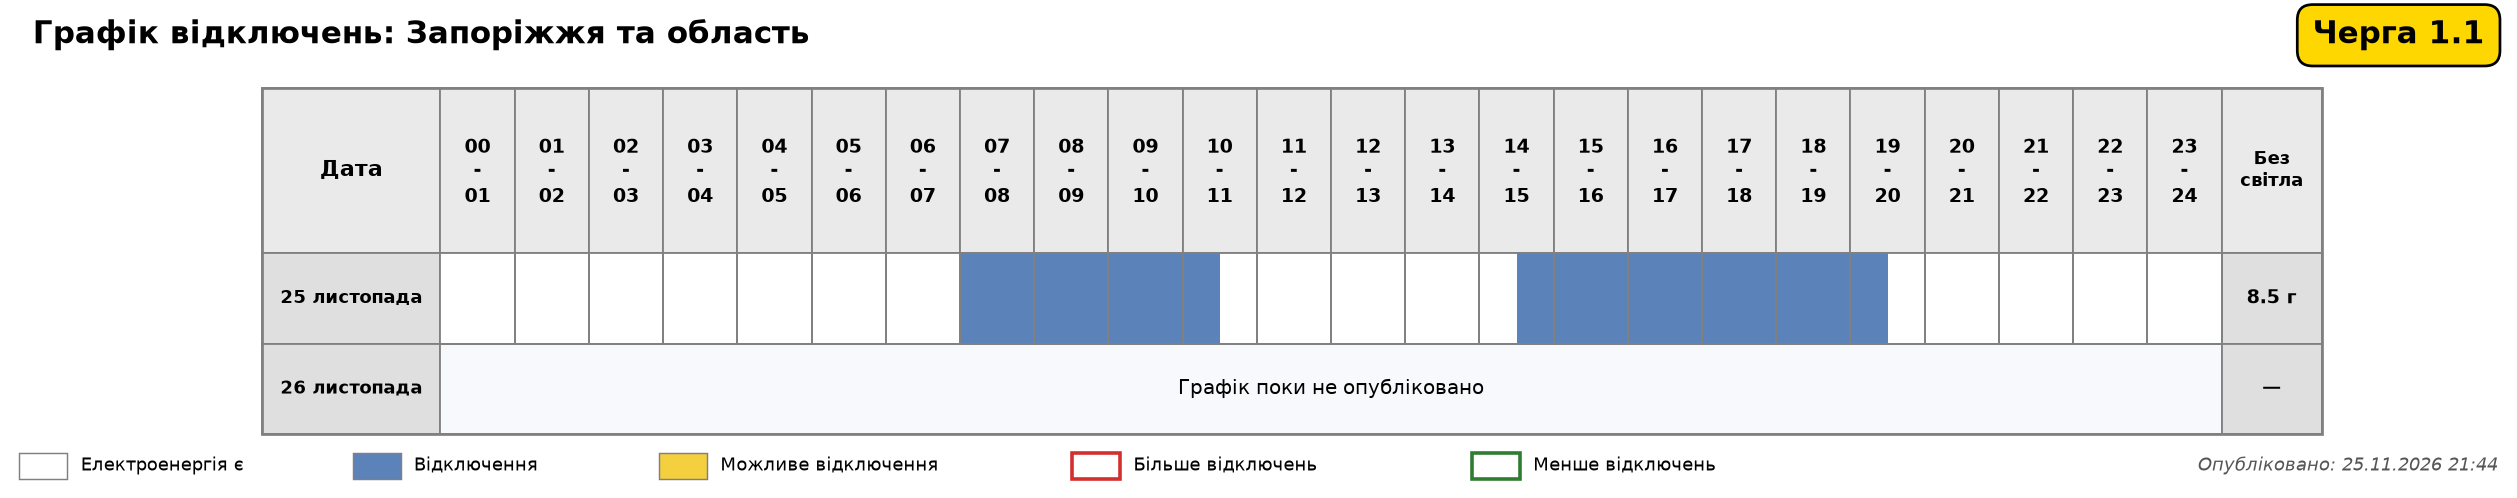 Графік відключень: Запоріжжя та область
Черга 1.1
Дата
00 - 01
01 - 02
02 - 03
03 - 04
04 - 05
05 - 06
06 - 07
07 - 08
08 - 09
09 - 10
10 - 11
11 - 12
12 - 13
13 - 14
14 - 15
15 - 16
16 - 17
17 - 18
18 - 19
19 - 20
20 - 21
21 - 22
22 - 23
23 - 24
Без
світла
25 листопада
8.5 г
26 листопада
Графік поки не опубліковано
—
Електроенергія є
Відключення
Можливе відключення
Більше відключень
Менше відключень
Опубліковано: 25.11.2026 21:44